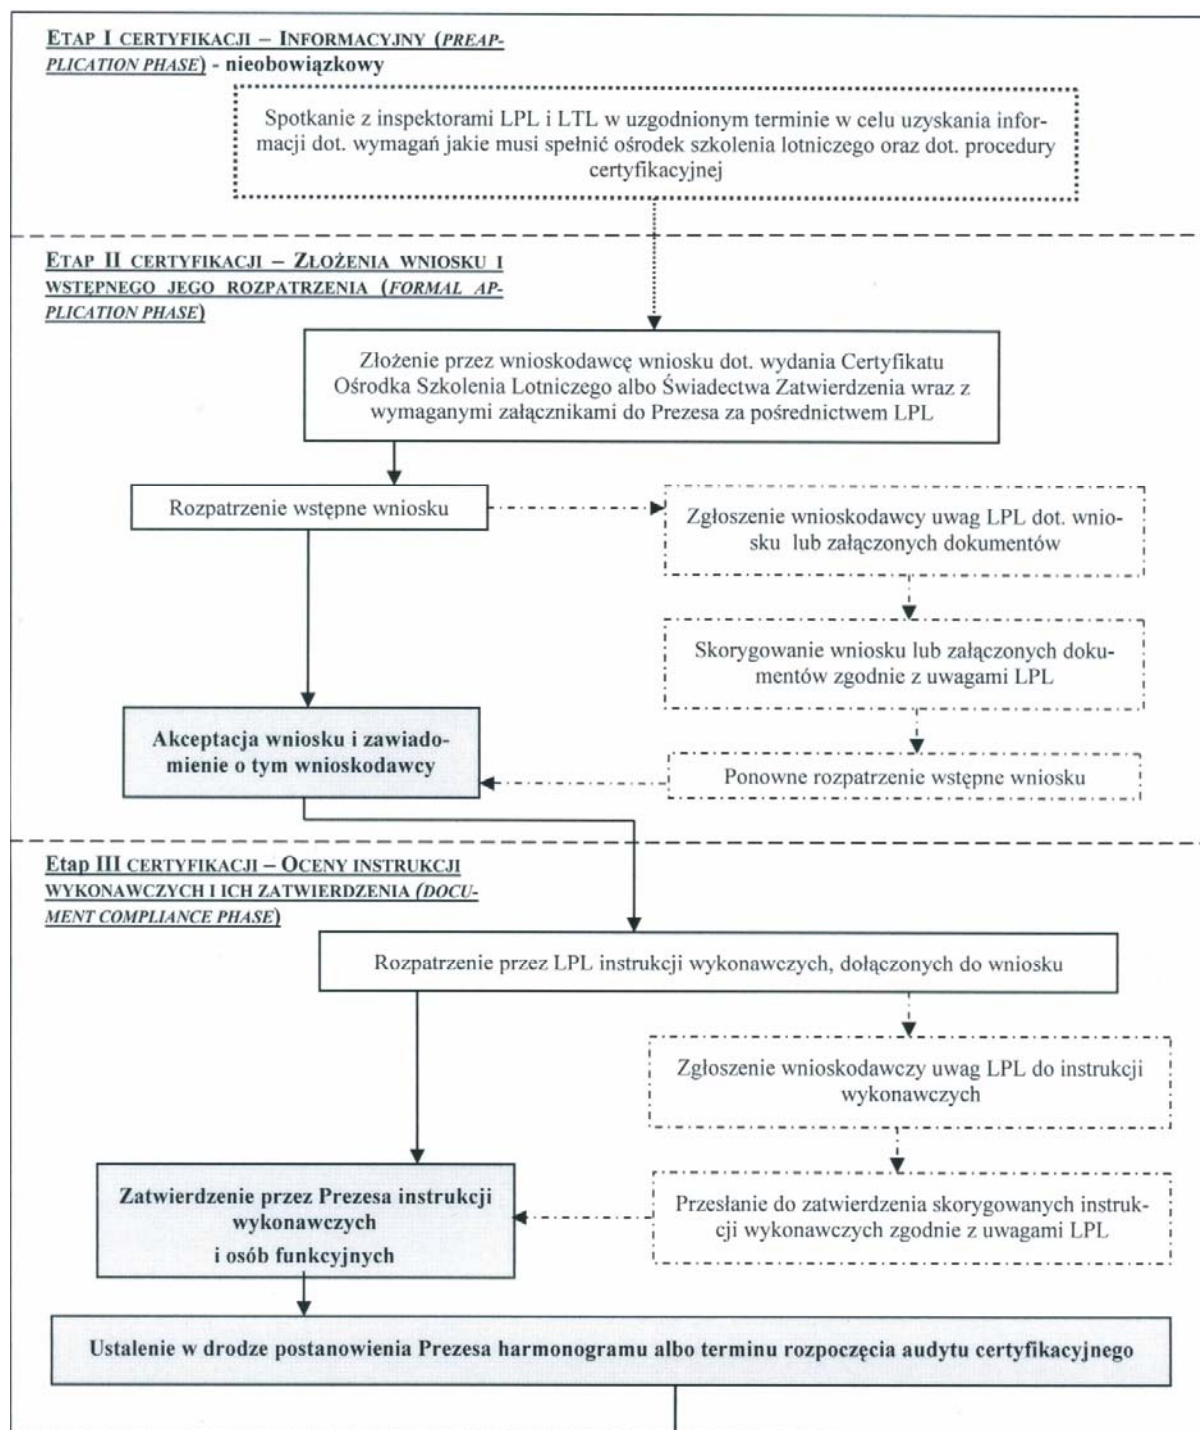 ETAP I CERTYFIKACJI – INFORMACYJNY (PREAP-
PLICATION PHASE) - nieobowiązkowy
Spotkanie z inspektorami LPL i LTL w uzgodnionym terminie w celu uzyskania infor-
macji dot. wymagań jakie musi spełnić ośrodek szkolenia lotniczego oraz dot. procedury
certyfikacyjnej
ETAP II CERTYFIKACJI – ZŁOŻENIA WNIOSKU I
WSTĘPNEGO JEGO ROZPATRZENIA (FORMAL AP-
PLICATION PHASE)
Złożenie przez wnioskodawcę wniosku dot. wydania Certyfikatu
Ośrodka Szkolenia Lotniczego albo Świadectwa Zatwierdzenia wraz z
wymaganymi załącznikami do Prezesa za pośrednictwem LPL
Rozpatrzenie wstępne wniosku
Zgłoszenie wnioskodawcy uwag LPL dot. wnio-
sku lub załączonych dokumentów
Skorygowanie wniosku lub załączonych doku-
mentów zgodnie z uwagami LPL
Akceptacja wniosku i zawiado-
mienie o tym wnioskodawcy
Ponowne rozpatrzenie wstępne wniosku
Etap III CERTYFIKACJI – OCENY INSTRUKCJI
WYKONAWCZYCH I ICH ZATWIERDZENIA (DOCU-
MENT COMPLIANCE PHASE)
Rozpatrzenie przez LPL instrukcji wykonawczych, dołączonych do wniosku
Zgłoszenie wnioskodawczy uwag LPL do instrukcji
wykonawczych
Zatwierdzenie przez Prezesa instrukcji
wykonawczych
i osób funkcyjnych
Przesłanie do zatwierdzenia skorygowanych instruk-
cji wykonawczych zgodnie z uwagami LPL
Ustalenie w drodze postanowienia Prezesa harmonogramu albo terminu rozpoczęcia audytu certyfikacyjnego